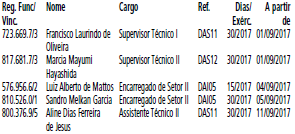 Reg. Func/ Nome Cargo Ref. Dias/ A partir
Vinc. Exérc. de
723.669.7/3 Francisco Laurindo de Supervisor Técnico I DAS11 30/2017 01/09/2017
Oliveira
817.681.7/3 Marcia Mayumi Supervisor Técnico II DAS12 30/2017 01/09/2017
Hayashida
576.956.6/2 Luiz Alberto de Mattos Encarregado de Setor II DAI05 15/2017 04/09/2017
810.526.0/1 Sandro Melkan Garcia Encarregado de Setor II DAI05 30/2017 05/09/2017
800.376.9/5 Aline Dias Ferreira Assistente Técnico II DAS11 30/2017 11/09/2017
de Jesus